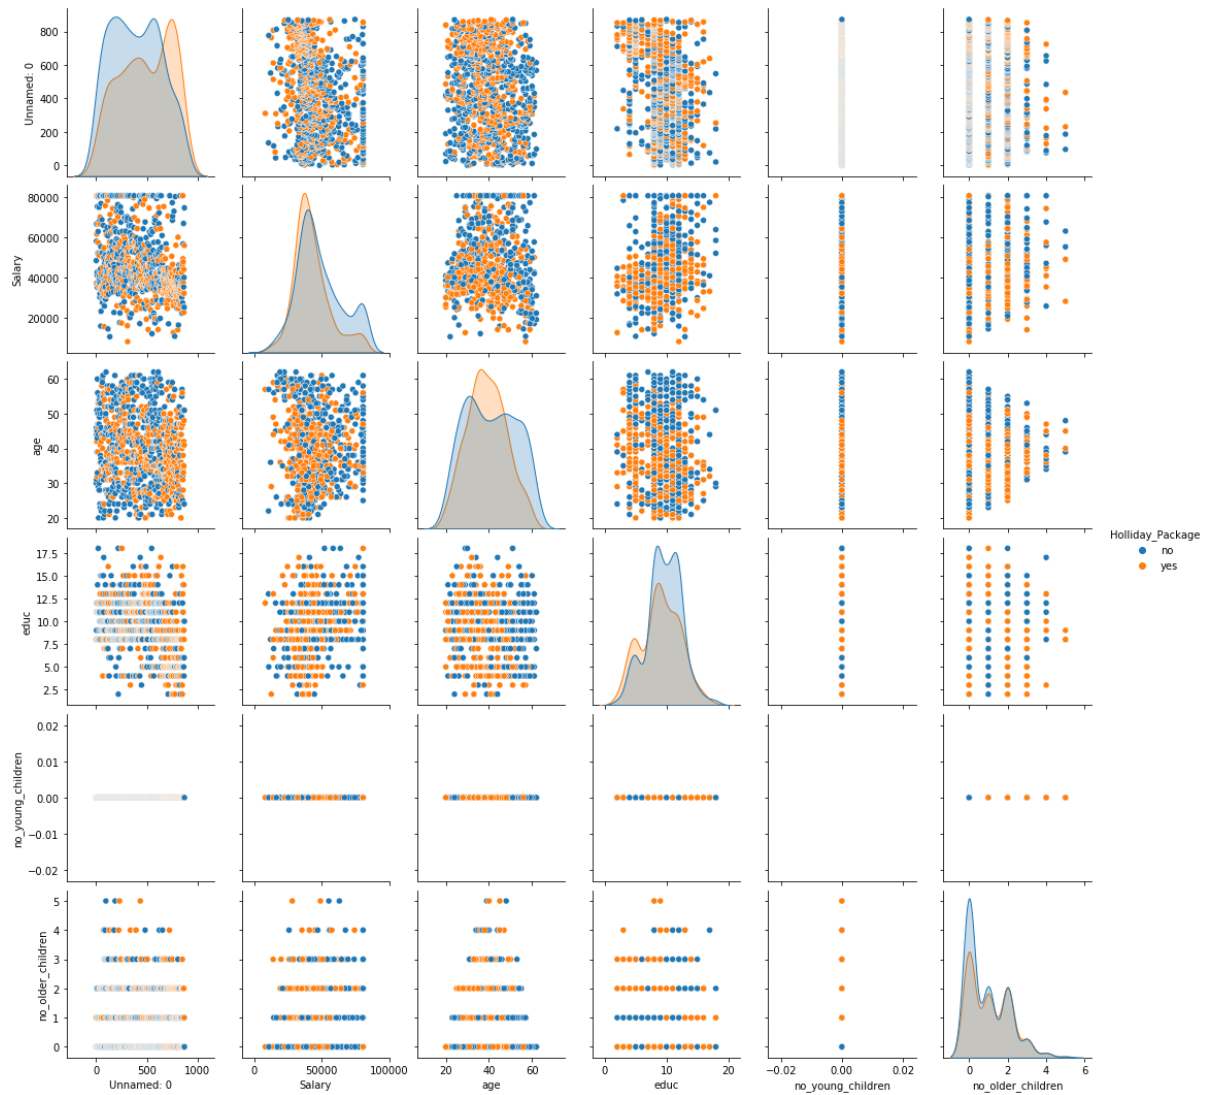 800
600
400
200
0
Unnamed: 0
80000
60000
40000
20000
Salary
60
50
40
30
20
age
Holliday_Package
no
yes
17.5
15.0
12.5
10.0
7.5
5.0
2.5
educ
0.02
0.01
0.00
−0.01
−0.02
no_young_children
5
4
3
2
1
0
no_older_children
0 500 1000 0 50000 100000 20 40 60 0 10 20 −0.02 0.00 0.02 0 2 4 6
Unnamed: 0 Salary age educ no_young_children no_older_children